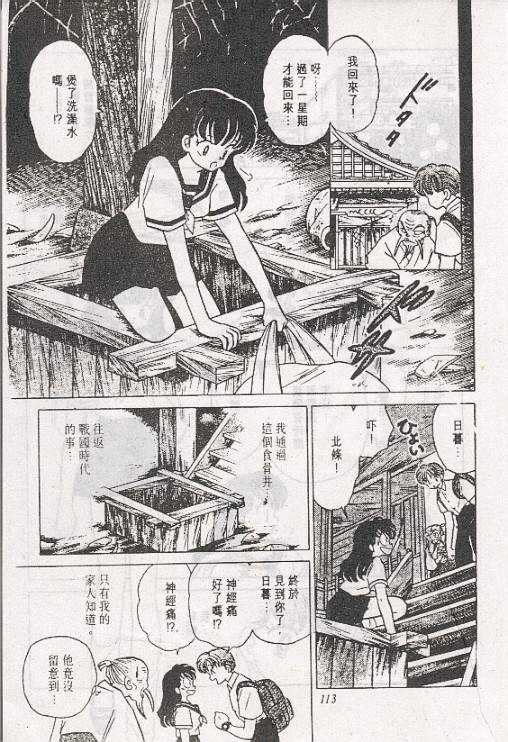 我回來了！
ドタタ
呀……
過了一星期
才能回來…
煲了洗澡水
嗎——!?
日暮…
吓！
北條！
ひょい
我通過
這個食骨井，
往返
戰國時代
的事…
終於
見到你了，
日暮…
神經痛
好了嗎!?
神經痛!?
只有我的
家人知道。
他竟沒
留意到…
113